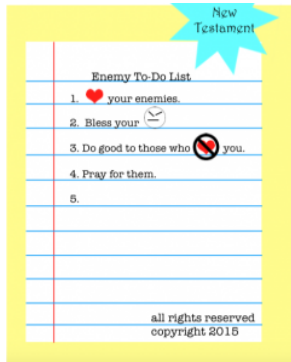 New
Testament
Enemy To-Do List
1. your enemies.
2. Bless your
3. Do good to those who you.
4. Pray for them.
5.
all rights reserved
copyright 2015